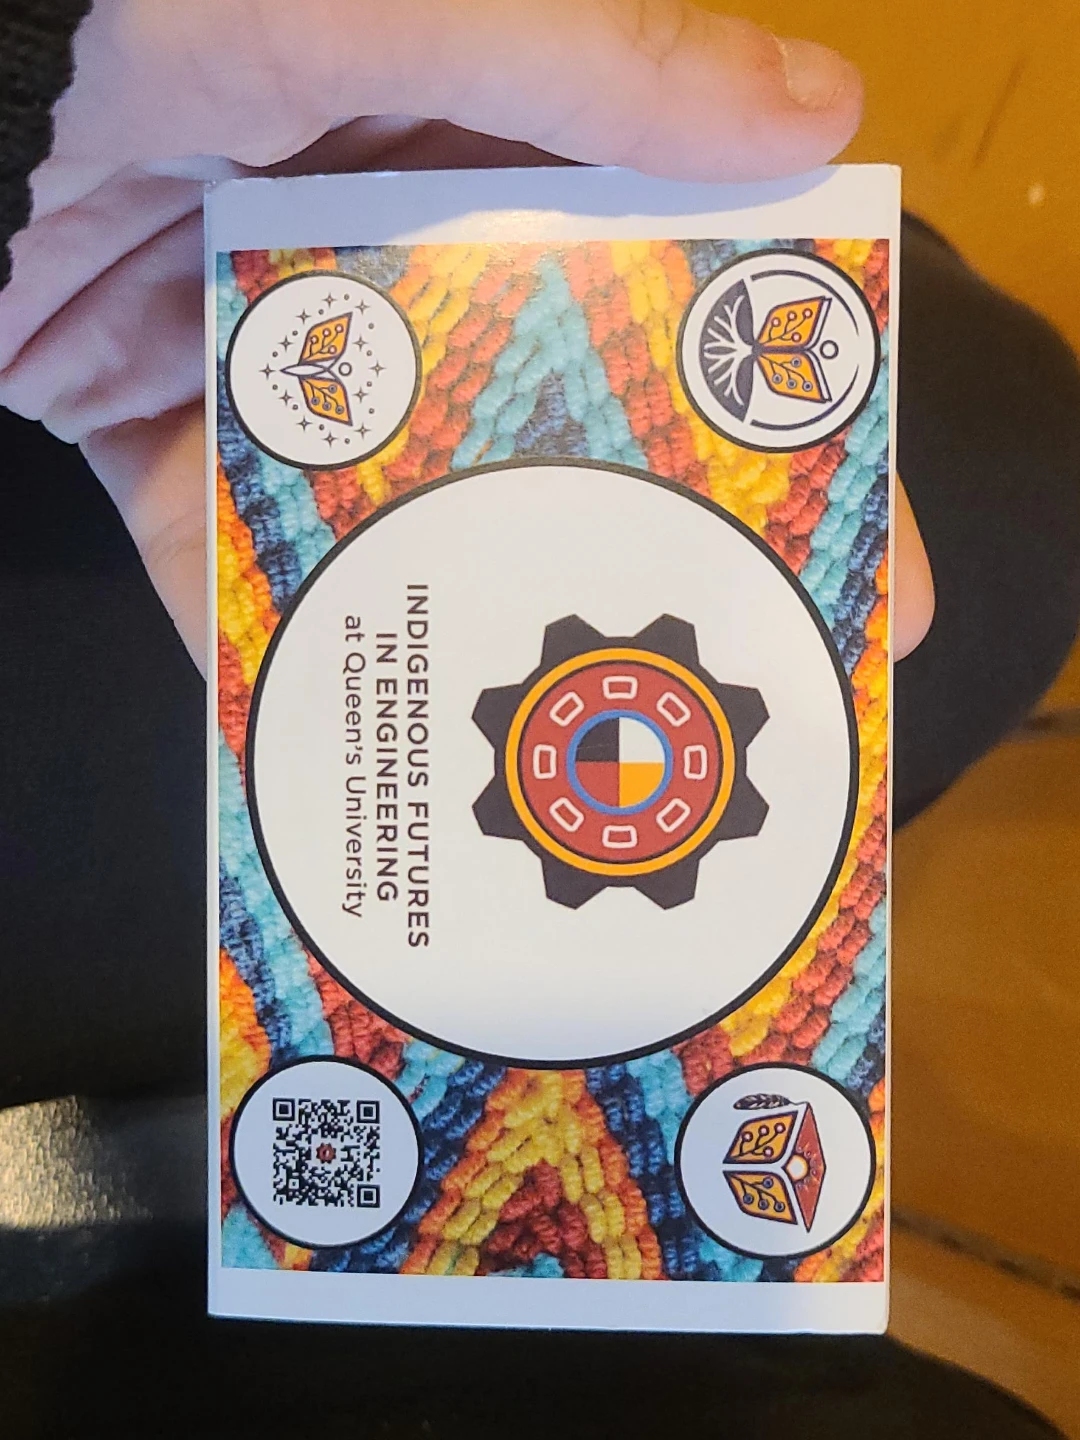 INDIGENOUS FUTURES
IN ENGINEERING
at Queen's University